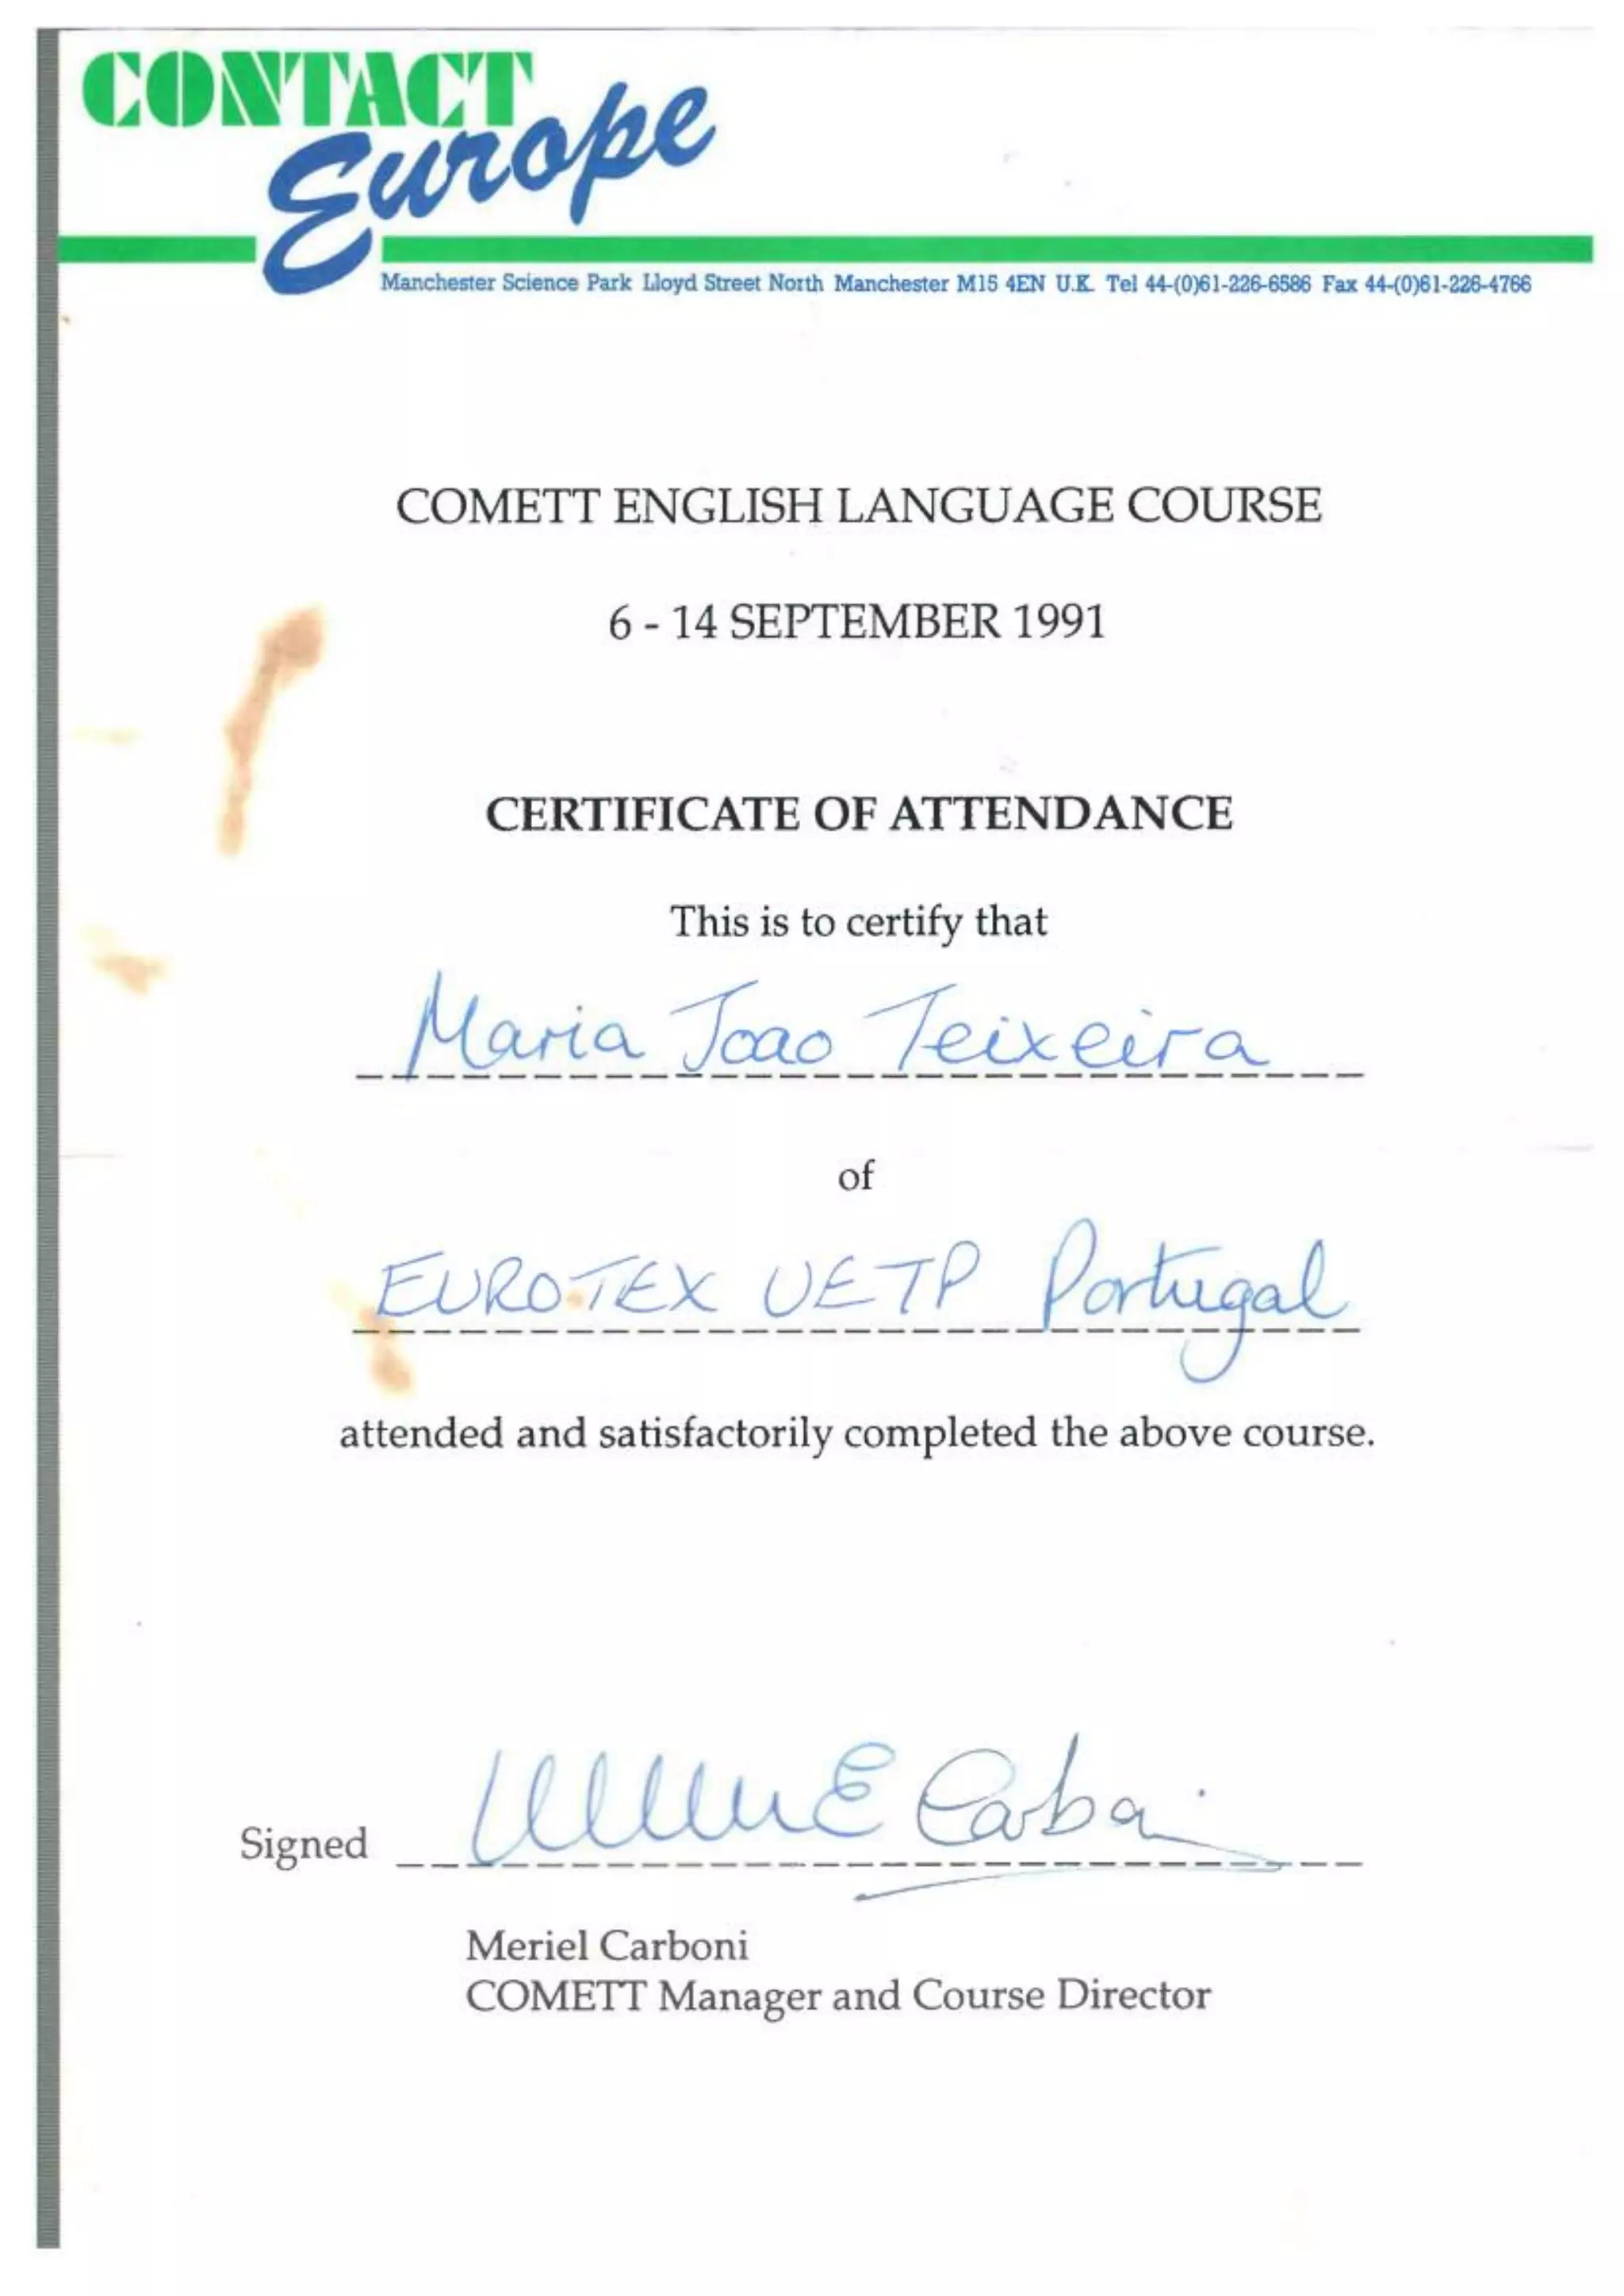 CONTACT
Europe
Manchester Science Park Lloyd Street North Manchester M15 4EN U.K. Tel 44-(0)61-226-6586 Fax 44-(0)61-226-4766
COMETT ENGLISH LANGUAGE COURSE
6 - 14 SEPTEMBER 1991
CERTIFICATE OF ATTENDANCE
This is to certify that
Maria Joao Teixeira
of
EUROTEX UETP Portugal
attended and satisfactorily completed the above course.
Signed
Meriel Carboni
COMETT Manager and Course Director